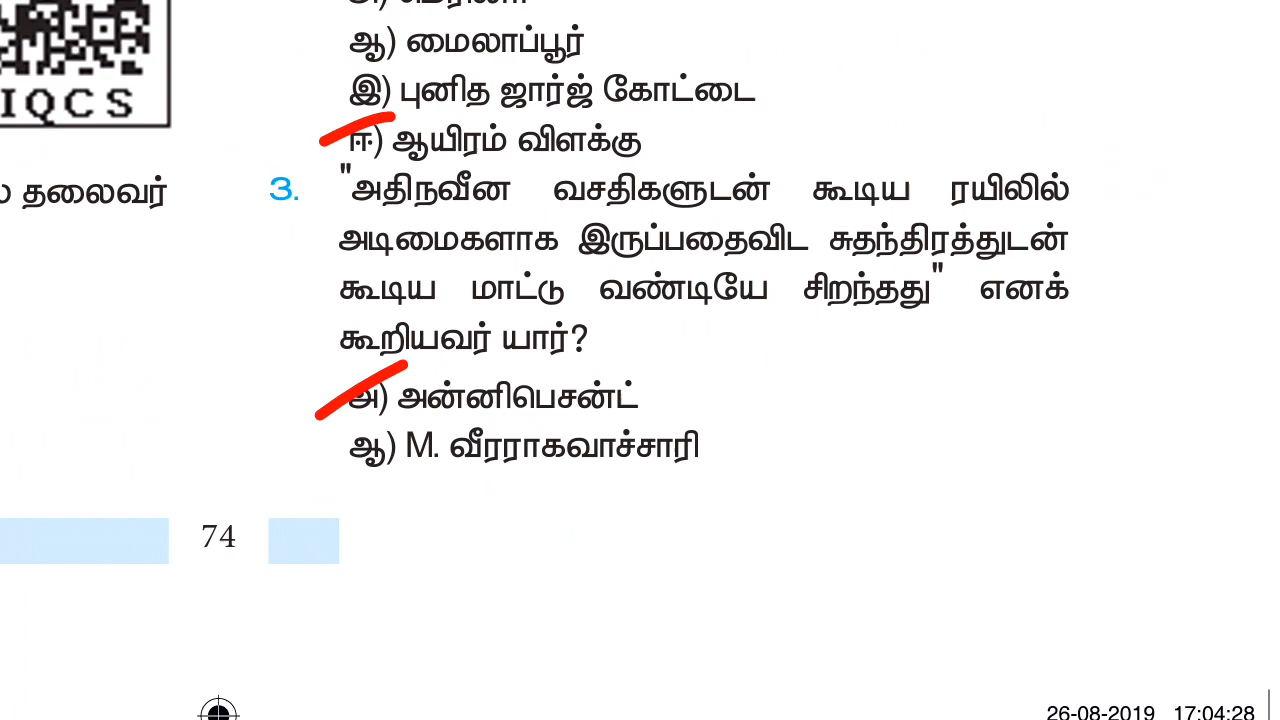 ஆ) மைலாப்பூர்
இ) புனித ஜார்ஜ் கோட்டை
IQCS
ஈ) ஆயிரம் விளக்கு
தலைவர்
3. "அதிநவீன வசதிகளுடன் கூடிய ரயிலில்
அடிமைகளாக இருப்பதைவிட சுதந்திரத்துடன்
கூடிய மாட்டு வண்டியே சிறந்தது" எனக்
கூறியவர் யார்?
அ) அன்னிபெசன்ட்
ஆ) M. வீரராகவாச்சாரி
74
26-08-2019 17:04:28